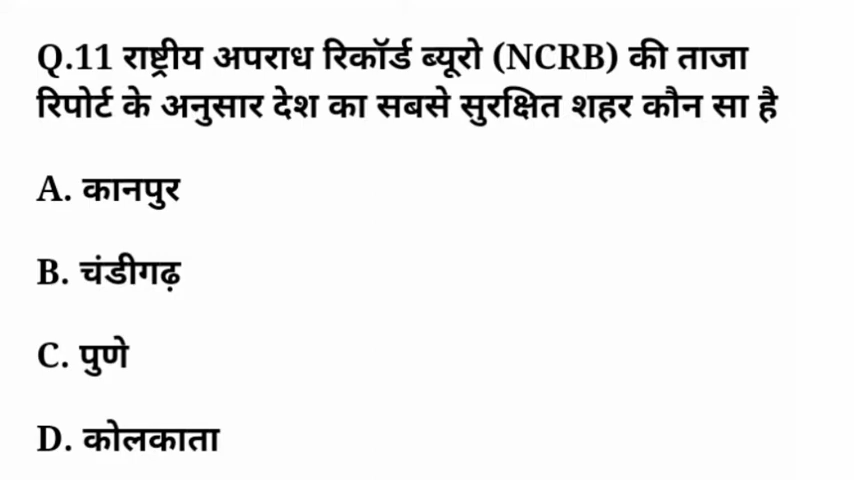 Q.11 राष्ट्रीय अपराध रिकॉर्ड ब्यूरो (NCRB) की ताजा
रिपोर्ट के अनुसार देश का सबसे सुरक्षित शहर कौन सा है
A. कानपुर
B. चंडीगढ़
C. पुणे
D. कोलकाता